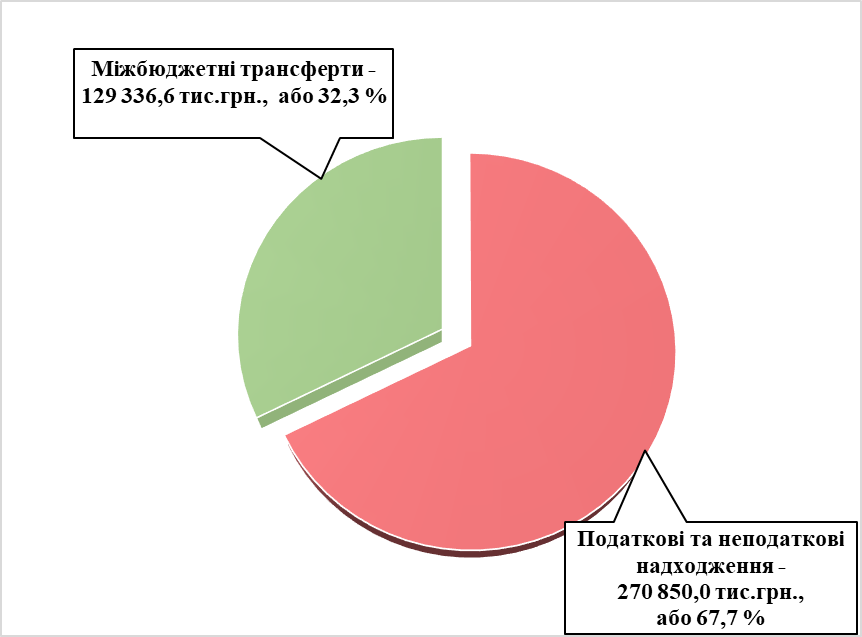 Міжбюджетні трансферти -
129 336,6 тис.грн., або 32,3 %
Податкові та неподаткові
надходження -
270 850,0 тис.грн.,
або 67,7 %